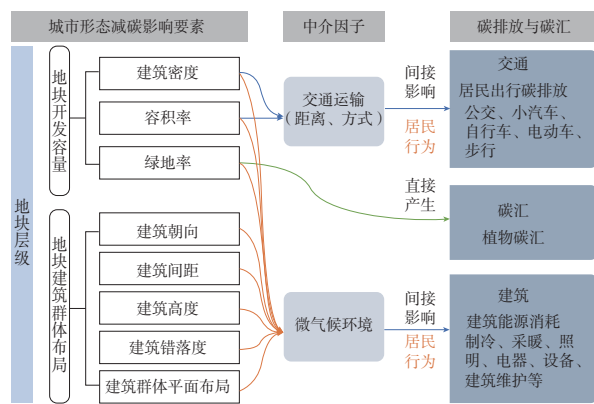 城市形态减碳影响要素
中介因子
碳排放与碳汇
地块层级
地块开发容量
建筑密度
容积率
绿地率
地块建筑群体布局
建筑朝向
建筑间距
建筑高度
建筑错落度
建筑群体平面布局
交通运输
（距离、方式）
微气候环境
间接
影响
居民
行为
直接
产生
间接
影响
居民
行为
交通
居民出行碳排放
公交、小汽车、
自行车、电动车、
步行
碳汇
植物碳汇
建筑
建筑能源消耗
制冷、采暖、照
明、电器、设备、
建筑维护等